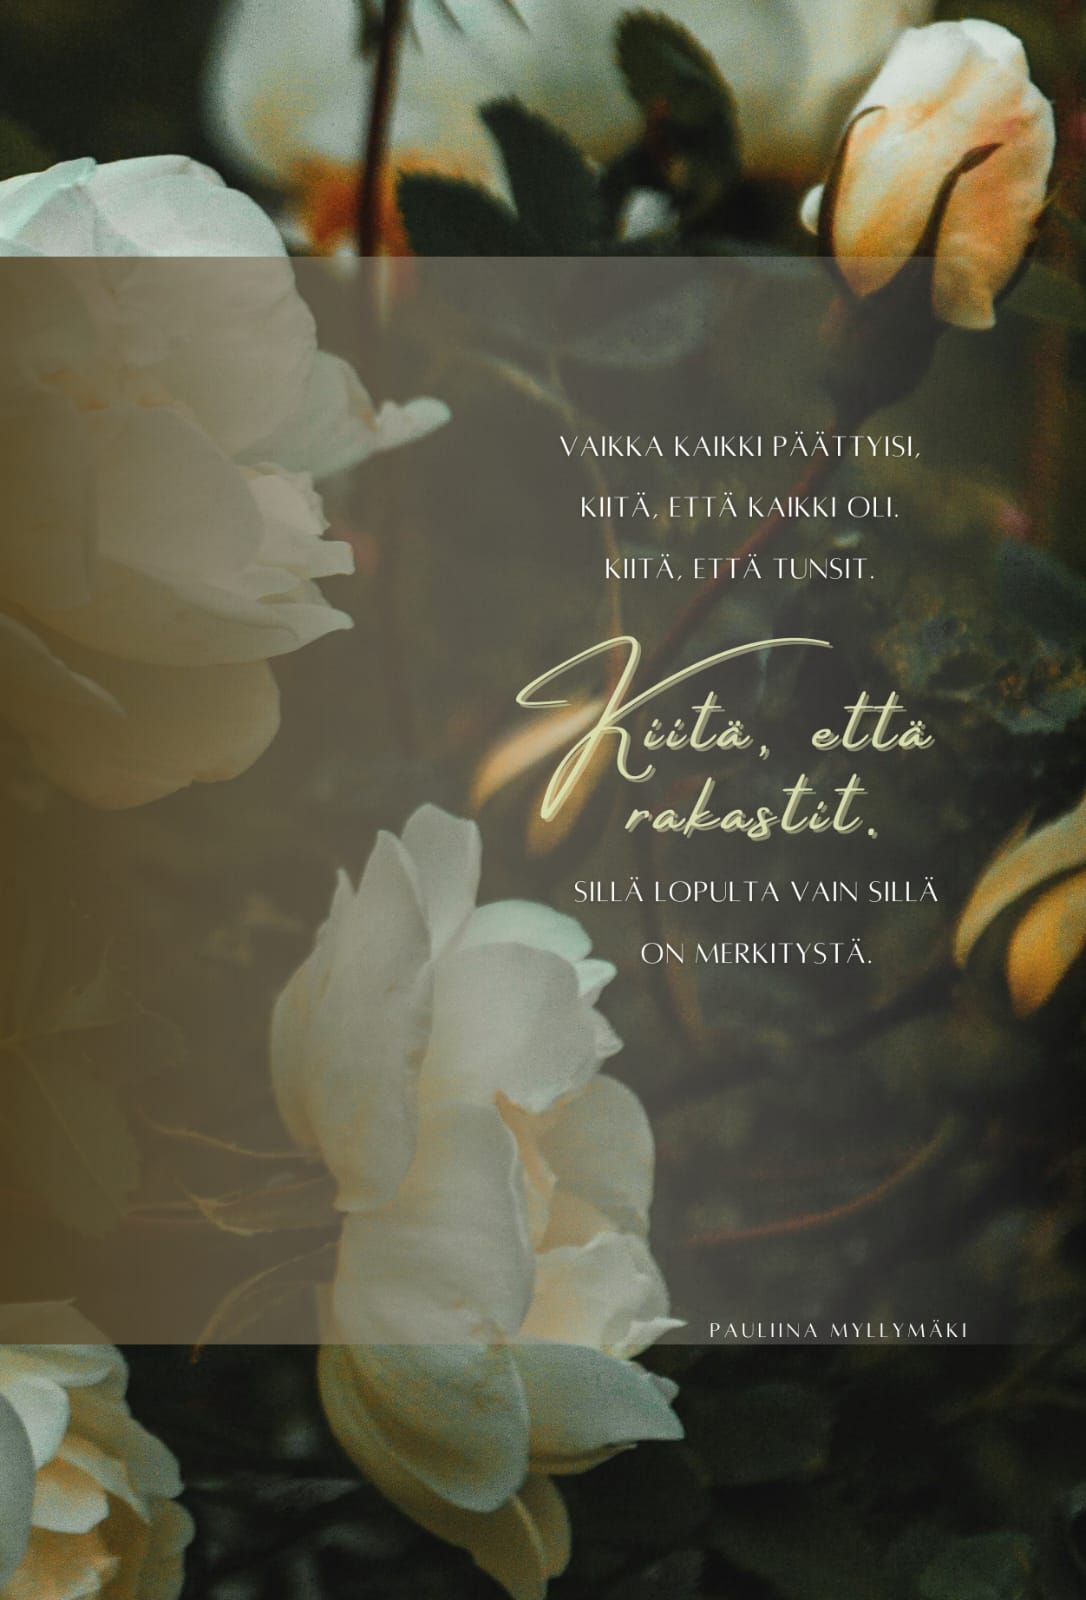 VAIKKA KAIKKI PÄÄTTYISI,
KIITÄ, ETTÄ KAIKKI OLI.
KIITÄ, ETTÄ TUNSIT.
Kiitä, että
rakastit.
SILLÄ LOPULTA VAIN SILLÄ
ON MERKITYSTÄ.
PAULIINA MYLLYMÄKI